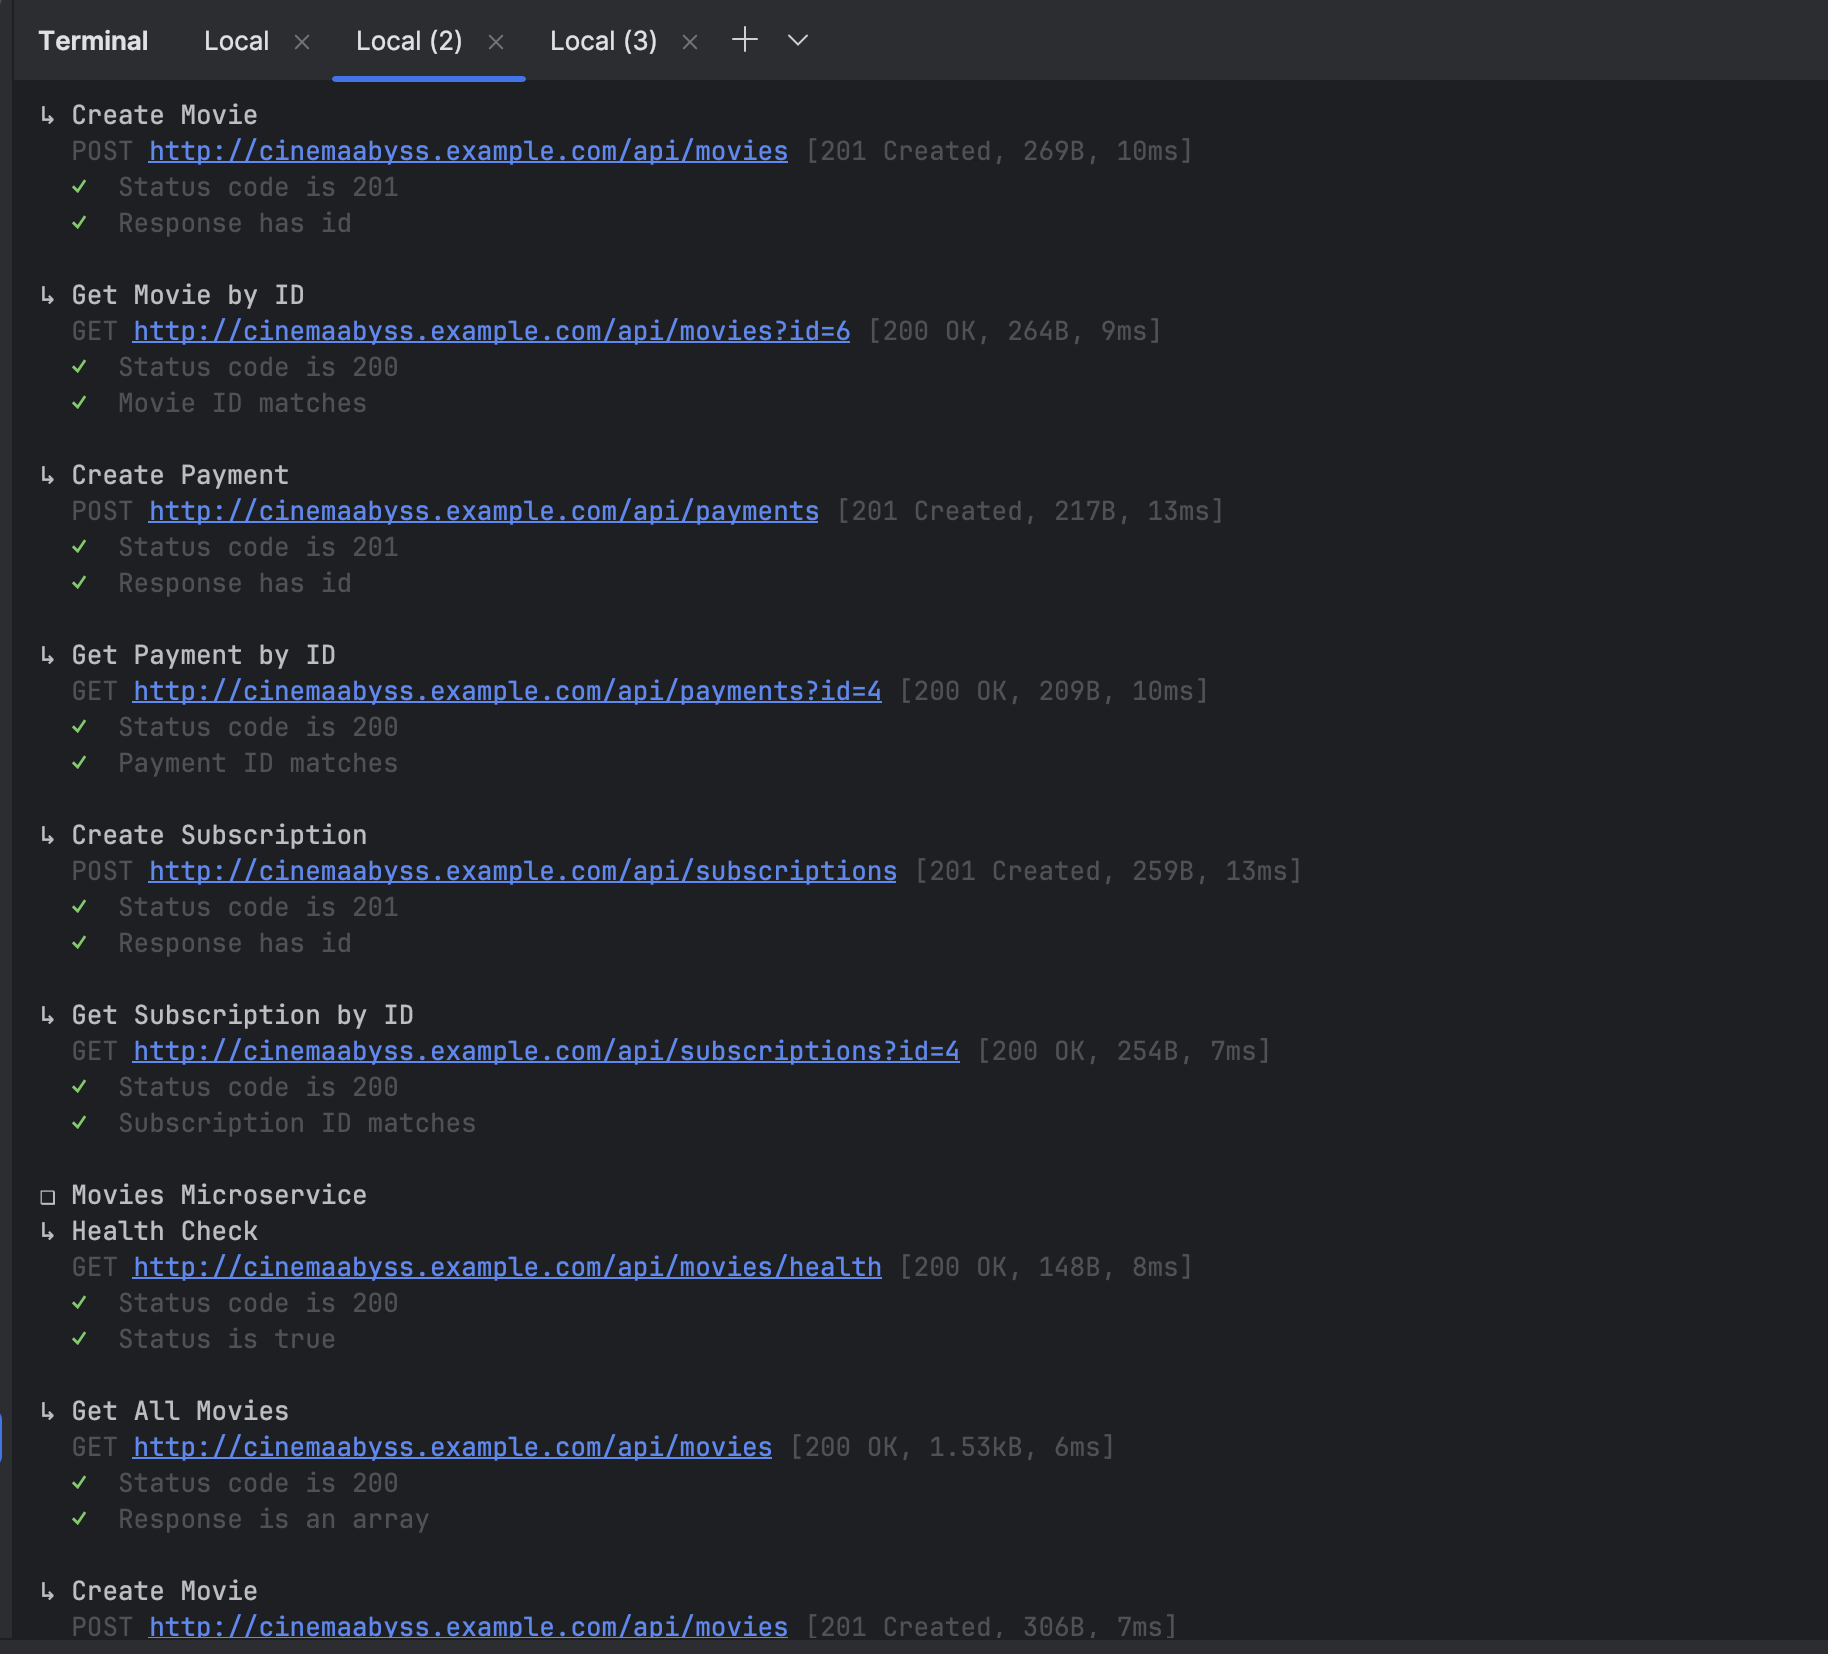 Terminal Local × Local (2) × Local (3) ×
↳ Create Movie
POST http://cinemaabyss.example.com/api/movies [201 Created, 269B, 10ms]
✓ Status code is 201
✓ Response has id
↳ Get Movie by ID
GET http://cinemaabyss.example.com/api/movies?id=6 [200 OK, 264B, 9ms]
✓ Status code is 200
✓ Movie ID matches
↳ Create Payment
POST http://cinemaabyss.example.com/api/payments [201 Created, 217B, 13ms]
✓ Status code is 201
✓ Response has id
↳ Get Payment by ID
GET http://cinemaabyss.example.com/api/payments?id=4 [200 OK, 209B, 10ms]
✓ Status code is 200
✓ Payment ID matches
↳ Create Subscription
POST http://cinemaabyss.example.com/api/subscriptions [201 Created, 259B, 13ms]
✓ Status code is 201
✓ Response has id
↳ Get Subscription by ID
GET http://cinemaabyss.example.com/api/subscriptions?id=4 [200 OK, 254B, 7ms]
✓ Status code is 200
✓ Subscription ID matches
❏ Movies Microservice
↳ Health Check
GET http://cinemaabyss.example.com/api/movies/health [200 OK, 148B, 8ms]
✓ Status code is 200
✓ Status is true
↳ Get All Movies
GET http://cinemaabyss.example.com/api/movies [200 OK, 1.53kB, 6ms]
✓ Status code is 200
✓ Response is an array
↳ Create Movie
POST http://cinemaabyss.example.com/api/movies [201 Created, 306B, 7ms]